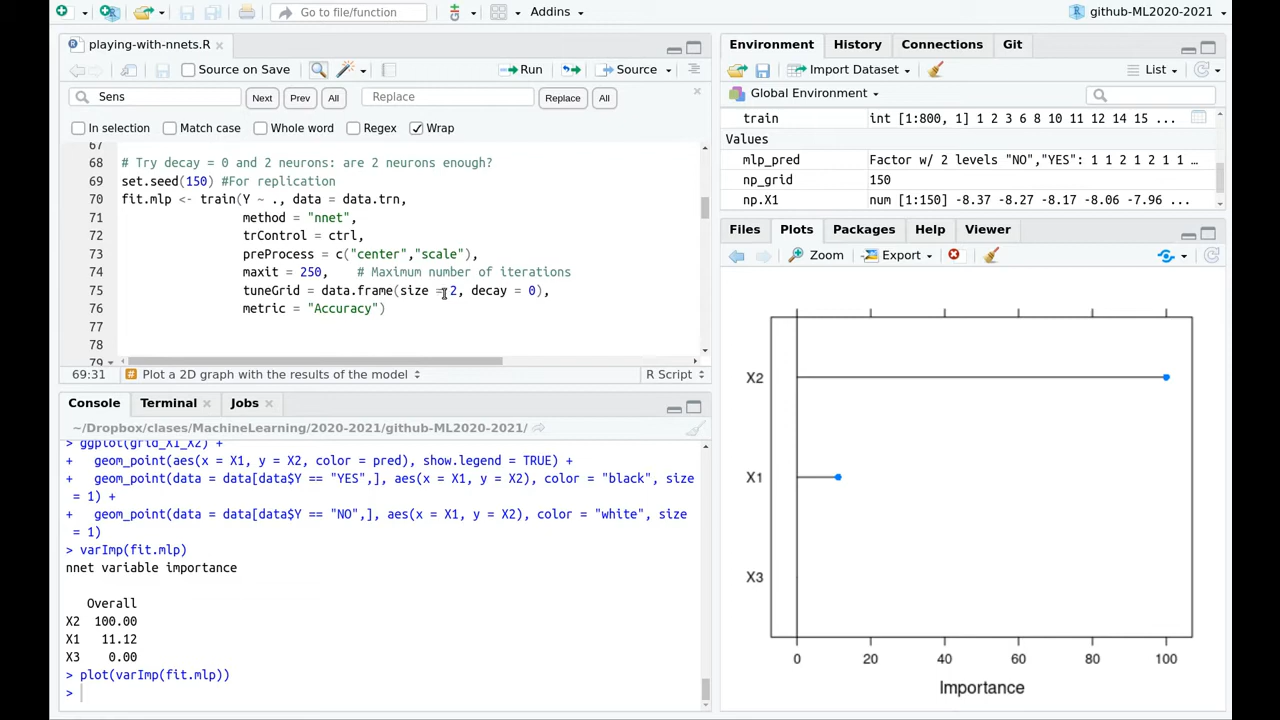 Go to file/function
Addins
github-ML2020-2021
playing-with-nnets.R
Source on Save
Run
Source
Sens
Next
Prev
All
Replace
Replace
All
In selection
Match case
Whole word
Regex
Wrap
67
68 # Try decay = 0 and 2 neurons: are 2 neurons enough?
69 set.seed(150) #For replication
70 fit.mlp <- train(Y ~ ., data = data.trn,
71 method = "nnet",
72 trControl = ctrl,
73 preProcess = c("center","scale"),
74 maxit = 250, # Maximum number of iterations
75 tuneGrid = data.frame(size = 2, decay = 0),
76 metric = "Accuracy")
77
78
79
69:31
# Plot a 2D graph with the results of the model
R Script
Console
Terminal
Jobs
~/Dropbox/clases/MachineLearning/2020-2021/github-ML2020-2021/
> ggplot(grid_X1_X2) +
+ geom_point(aes(x = X1, y = X2, color = pred), show.legend = TRUE) +
+ geom_point(data = data[data$Y == "YES",], aes(x = X1, y = X2), color = "black", size
= 1) +
+ geom_point(data = data[data$Y == "NO",], aes(x = X1, y = X2), color = "white", size
= 1)
> varImp(fit.mlp)
nnet variable importance
Overall
X2 100.00
X1 11.12
X3 0.00
> plot(varImp(fit.mlp))
>
Environment
History
Connections
Git
Import Dataset
List
Global Environment
train int [1:800, 1] 1 2 3 6 8 10 11 12 14 15 ...
Values
mlp_pred Factor w/ 2 levels "NO","YES": 1 1 2 1 2 1 1 ...
np_grid 150
np.X1 num [1:150] -8.37 -8.27 -8.17 -8.06 -7.96 ...
Files
Plots
Packages
Help
Viewer
Zoom
Export
X2
X1
X3
0 20 40 60 80 100
Importance